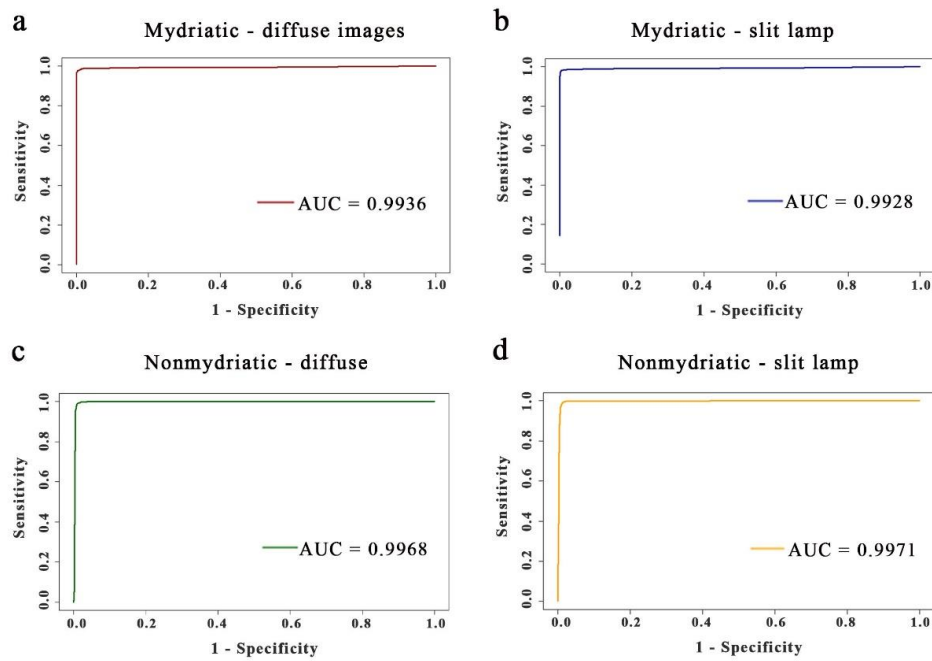 a
Mydriatic - diffuse images
Sensitivity
1.0
0.8
0.6
0.4
0.2
0.0
AUC = 0.9936
0.0 0.2 0.4 0.6 0.8 1.0
1 - Specificity
b
Mydriatic - slit lamp
Sensitivity
1.0
0.8
0.6
0.4
0.2
0.0
AUC = 0.9928
0.0 0.2 0.4 0.6 0.8 1.0
1 - Specificity
c
Nonmydriatic - diffuse
Sensitivity
1.0
0.8
0.6
0.4
0.2
0.0
AUC = 0.9968
0.0 0.2 0.4 0.6 0.8 1.0
1 - Specificity
d
Nonmydriatic - slit lamp
Sensitivity
1.0
0.8
0.6
0.4
0.2
0.0
AUC = 0.9971
0.0 0.2 0.4 0.6 0.8 1.0
1 - Specificity